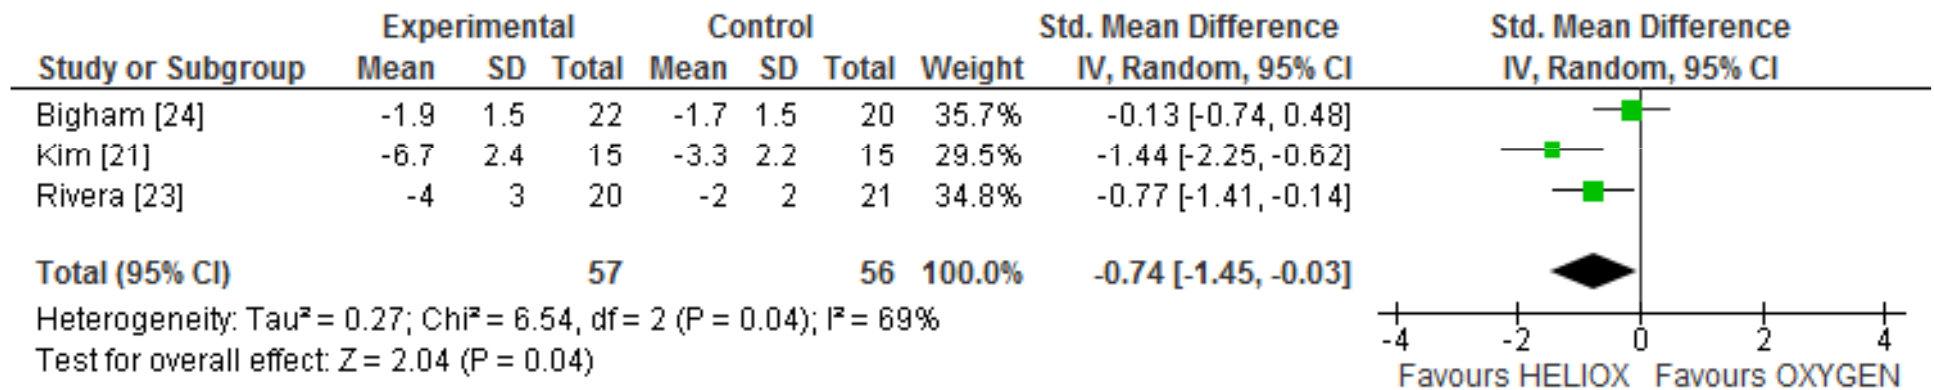 Experimental Control Std. Mean Difference Std. Mean Difference
Study or Subgroup Mean SD Total Mean SD Total Weight IV, Random, 95% CI IV, Random, 95% CI
Bigham [24] -1.9 1.5 22 -1.7 1.5 20 35.7% -0.13 [-0.74, 0.48]
Kim [21] -6.7 2.4 15 -3.3 2.2 15 29.5% -1.44 [-2.25, -0.62]
Rivera [23] -4 3 20 -2 2 21 34.8% -0.77 [-1.41, -0.14]
Total (95% CI) 57 56 100.0% -0.74 [-1.45, -0.03]
Heterogeneity: Tau² = 0.27; Chi² = 6.54, df = 2 (P = 0.04); I² = 69%
Test for overall effect: Z = 2.04 (P = 0.04)
-4 -2 0 2 4
Favours HELIOX Favours OXYGEN